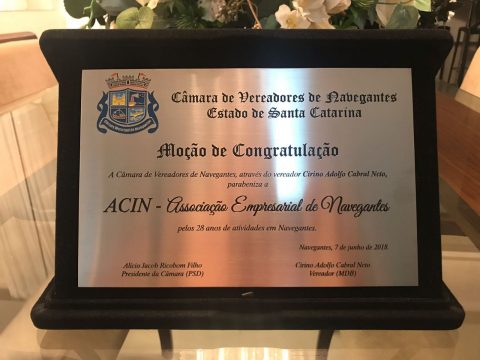 Câmara de Vereadores de Navegantes
Estado de Santa Catarina
Moção de Congratulação
A Câmara de Vereadores de Navegantes, através do vereador Cirino Adolfo Cabral Neto,
parabeniza a
ACIN - Associação Empresarial de Navegantes
pelos 28 anos de atividades em Navegantes.
Navegantes, 7 de junho de 2018.
Alício Jacob Ricobom Filho
Presidente da Câmara (PSD)
Cirino Adolfo Cabral Neto
Vereador (MDB)